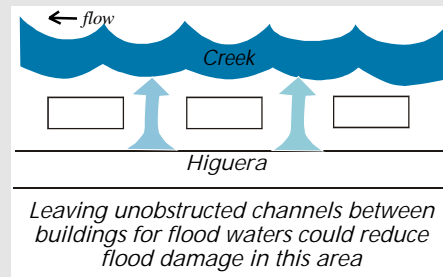 flow
Creek
Higuera
Leaving unobstructed channels between
buildings for flood waters could reduce
flood damage in this area